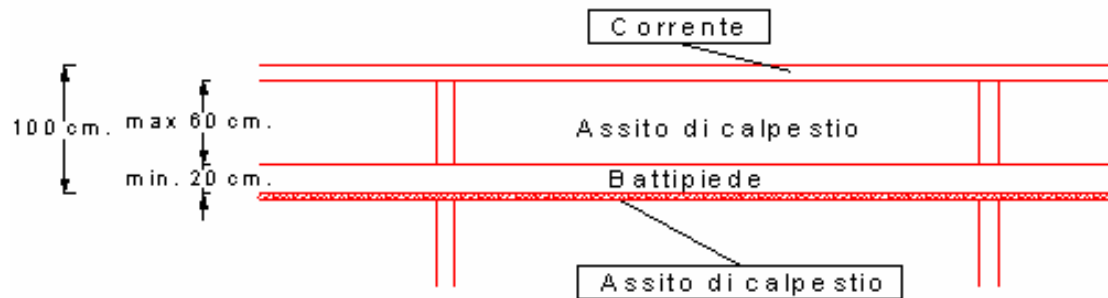 Corrente
100 cm.
max 60 cm.
Assito di calpestio
min. 20 cm.
Battipiede
Assito di calpestio